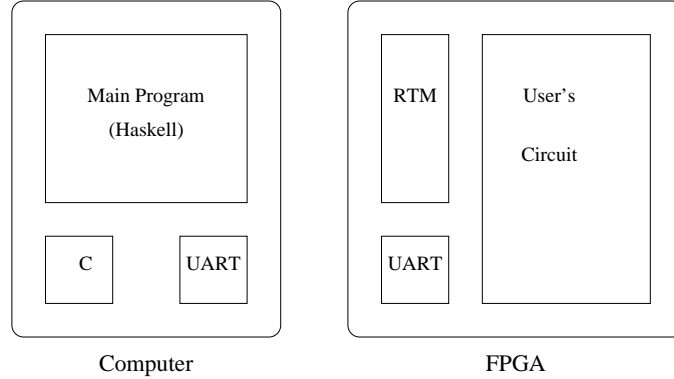 Main Program
(Haskell)
C
UART
Computer
RTM
User's
Circuit
UART
FPGA